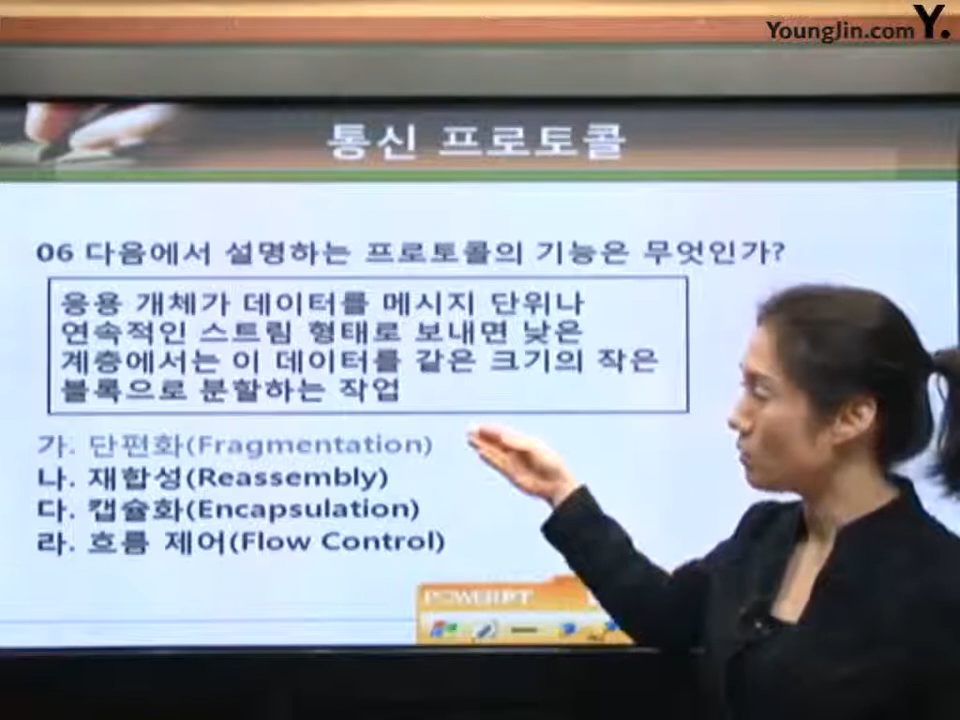 YoungJin.com Y.
통신 프로토콜
06 다음에서 설명하는 프로토콜의 기능은 무엇인가?
응용 개체가 데이터를 메시지 단위나
연속적인 스트림 형태로 보내면 낮은
계층에서는 이 데이터를 같은 크기의 작은
블록으로 분할하는 작업
가. 단편화(Fragmentation)
나. 재합성(Reassembly)
다. 캡슐화(Encapsulation)
라. 흐름 제어(Flow Control)